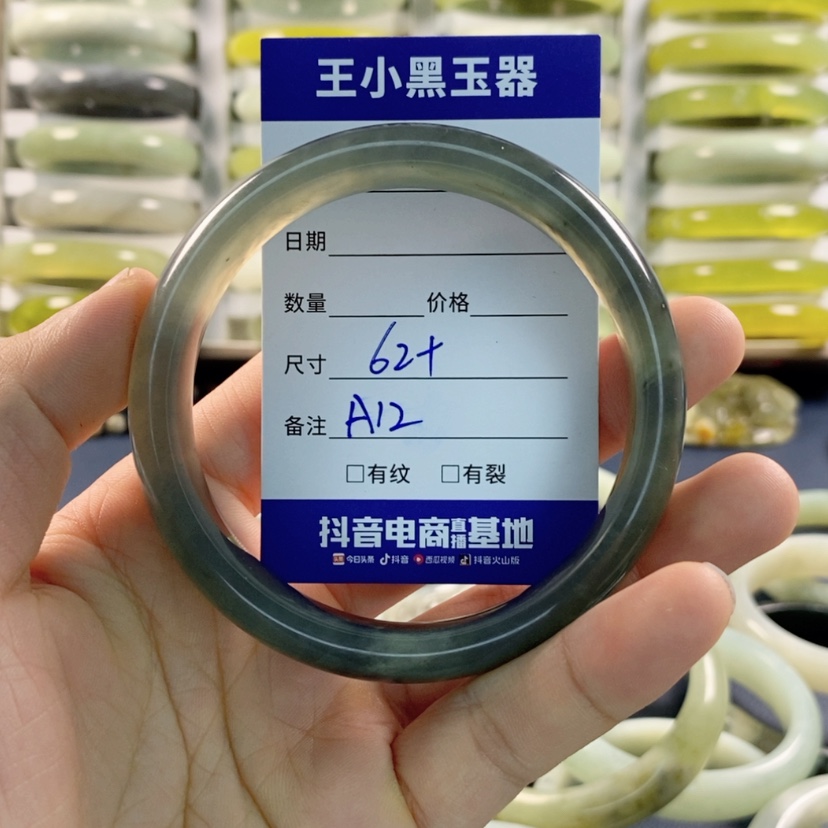 王小黑玉器
日期
数量 价格
尺寸 62+
备注 A12
□有纹 □有裂
抖音电商直播基地
今日头条 抖音 西瓜视频 抖音火山版